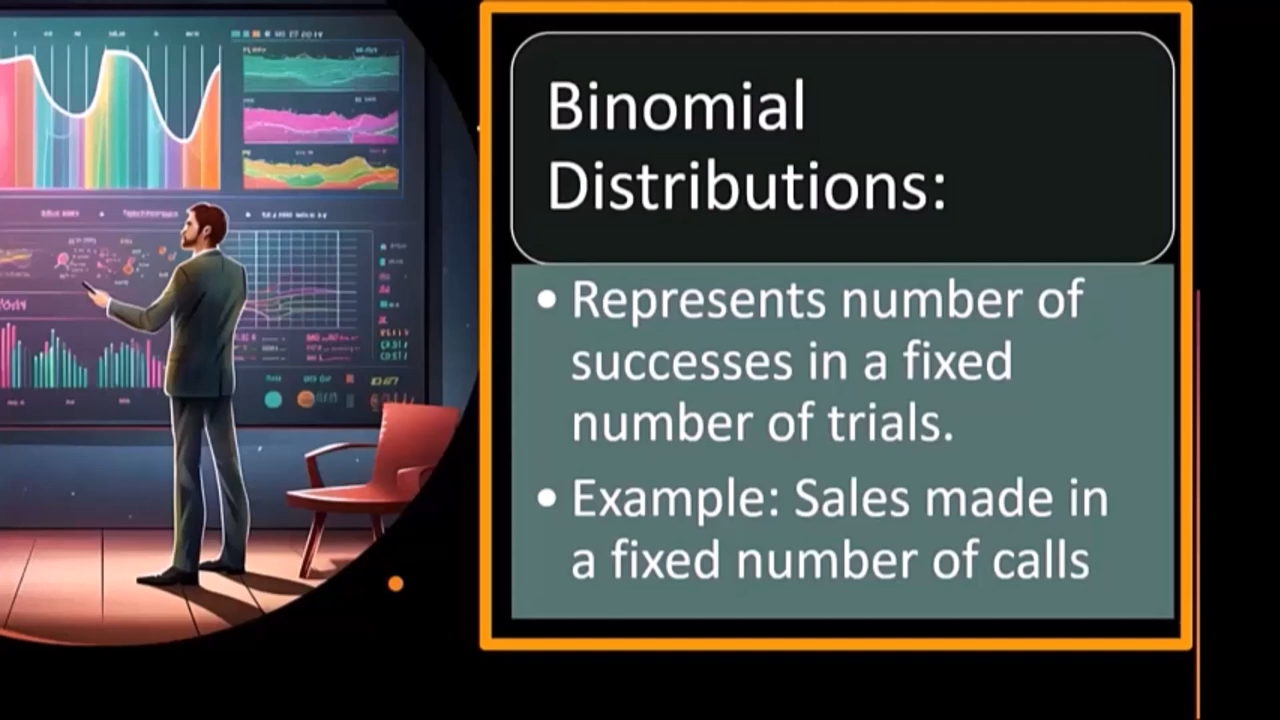 Binomial
Distributions:
• Represents number of
successes in a fixed
number of trials.
• Example: Sales made in
a fixed number of calls